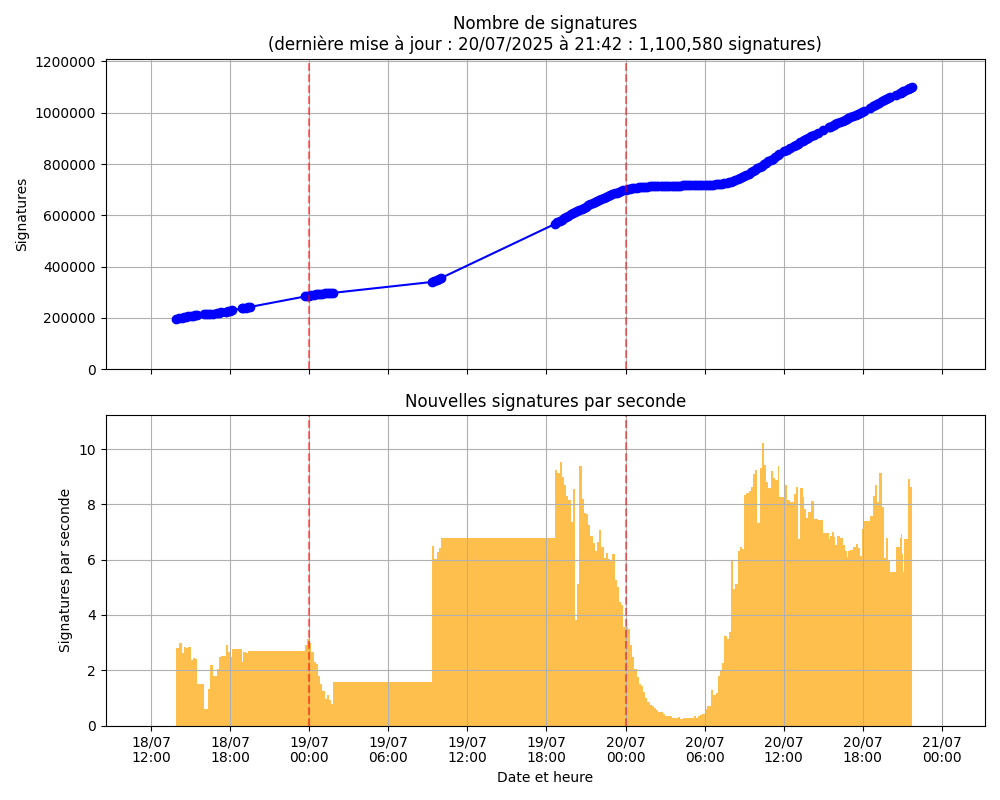 Nombre de signatures
(dernière mise à jour : 20/07/2025 à 21:42 : 1,100,580 signatures)
1200000
1000000
800000
600000
400000
200000
0
Signatures
Nouvelles signatures par seconde
10
8
6
4
2
0
Signatures par seconde
18/07 18/07 19/07 19/07 19/07 19/07 20/07 20/07 20/07 20/07 21/07
12:00 18:00 00:00 06:00 12:00 18:00 00:00 06:00 12:00 18:00 00:00
Date et heure